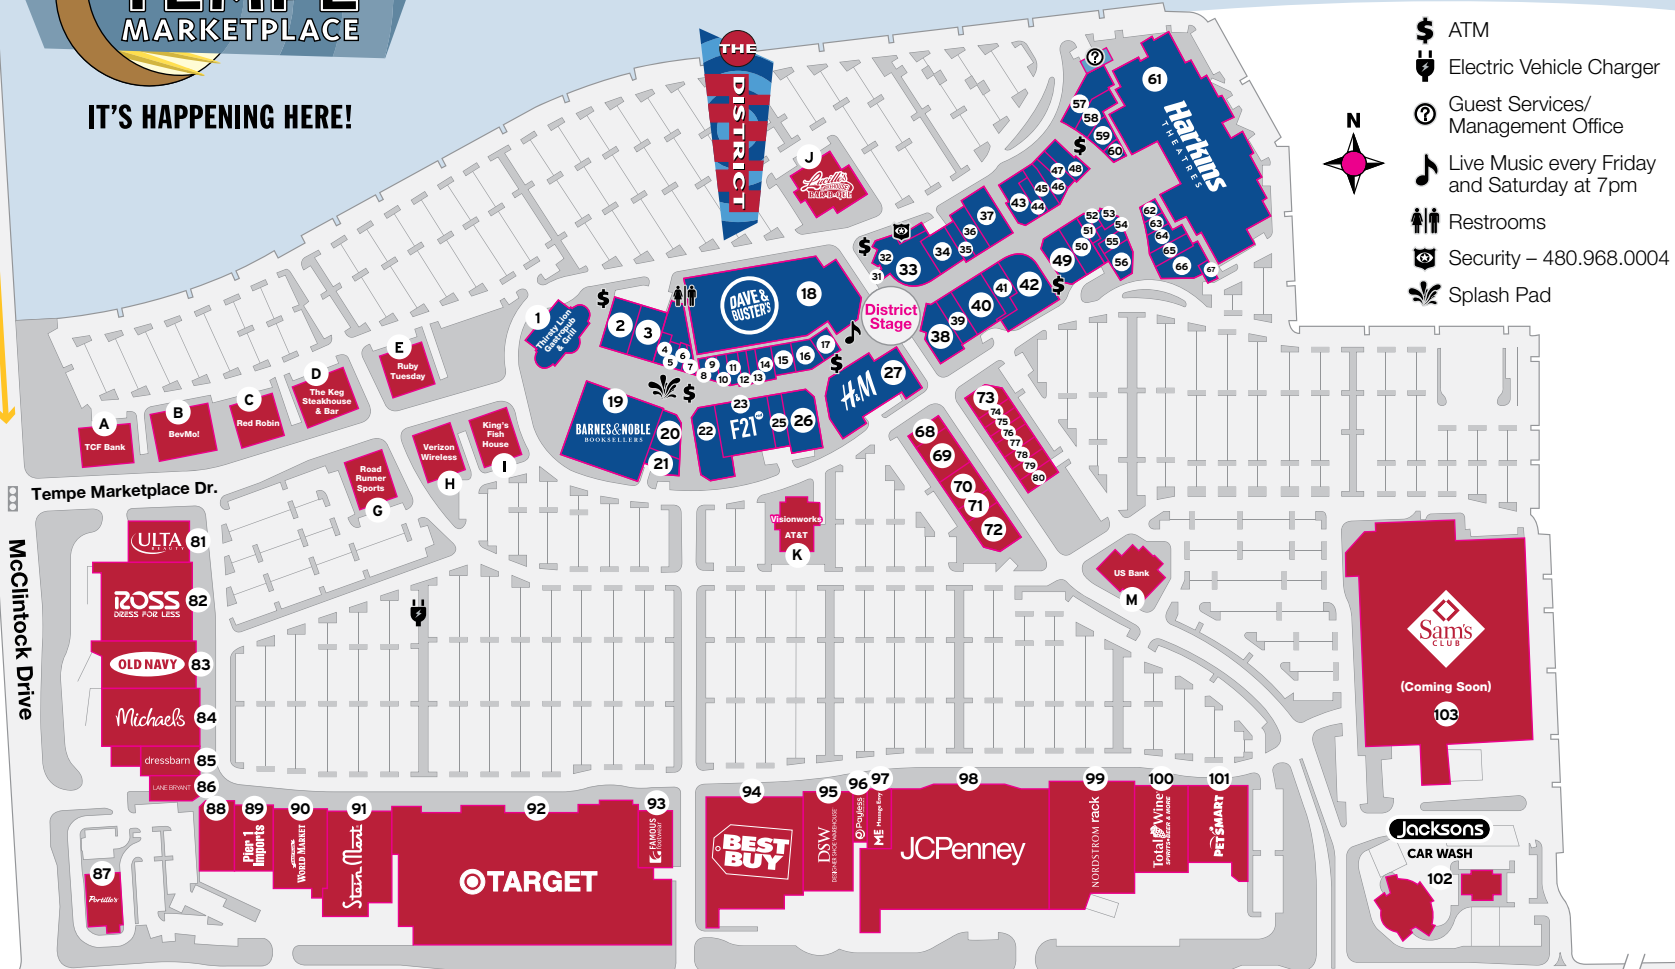 TEMPE
MARKETPLACE
IT'S HAPPENING HERE!
THE
DISTRICT
$ ATM
Electric Vehicle Charger
? Guest Services/
Management Office
Live Music every Friday
and Saturday at 7pm
Restrooms
Security – 480.968.0004
Splash Pad
N
J
Lucille's
BAR-B-QUE
61
Harkins
THEATRES
?
57
58
59
60
$
47
48
45
46
43
44
37
36
35
34
33
32
31
$
62
63
64
65
66
67
52
53
54
51
55
50
49
56
$
42
41
40
39
38
District
Stage
DAVE &
BUSTER'S
18
1
Thirsty Lion
Gastropub
& Grill
$
2
3
4
5
6
7
8
9
10
11
12
13
14
15
16
17
$
$
19
BARNES & NOBLE
BOOKSELLERS
20
21
22
23
F21
25
26
H&M
27
E
Ruby
Tuesday
D
The Keg
Steakhouse
& Bar
C
Red Robin
B
BevMo!
A
TCF Bank
Road
Runner
Sports
G
Verizon
Wireless
H
King's
Fish
House
I
Tempe Marketplace Dr.
McClintock Drive
Visionworks
AT&T
K
68
69
70
71
72
73
74
75
76
77
78
79
80
US Bank
M
81
ULTA
BEAUTY
82
ROSS
DRESS FOR LESS
83
OLD NAVY
84
Michaels
85
dressbarn
86
LANE BRYANT
87
Portillo's
88
89
Pier 1
Imports
90
WORLD MARKET
91
Stein Mart
92
TARGET
93
FAMOUS
footwear
94
BEST
BUY
95
DSW
DESIGNER SHOE WAREHOUSE
96
Payless
97
ME Massage Envy
98
JCPenney
99
NORDSTROM rack
100
Total Wine
SPIRITS • BEER & MORE
101
PETSMART
Sam's
CLUB
(Coming Soon)
103
Jacksons
CAR WASH
102